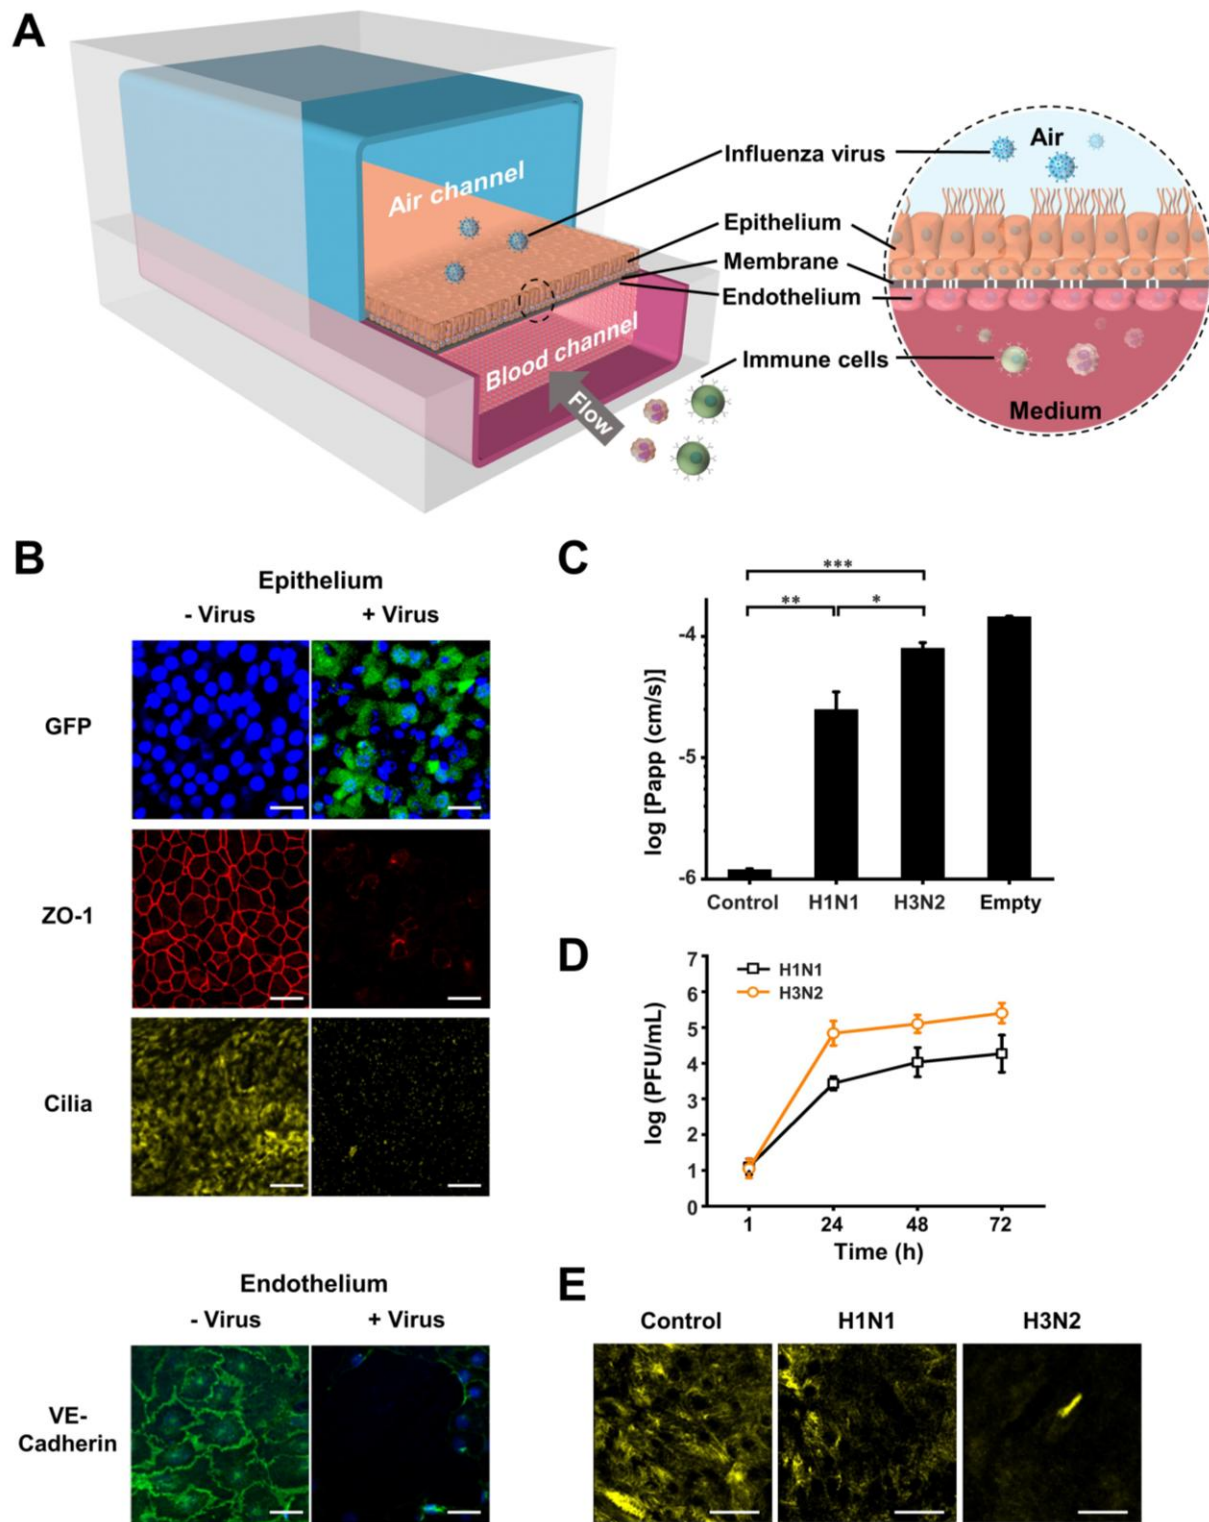 A
Air channel
Blood channel
Flow
Influenza virus
Epithelium
Membrane
Endothelium
Immune cells
Air
Medium
B
Epithelium
- Virus + Virus
GFP
ZO-1
Cilia
Endothelium
- Virus + Virus
VE-
Cadherin
C
***
** *
log [Papp (cm/s)]
-4
-5
-6
Control H1N1 H3N2 Empty
D
log (PFU/mL)
7
6
5
4
3
2
1
0
H1N1
H3N2
1 24 48 72
Time (h)
E
Control H1N1 H3N2